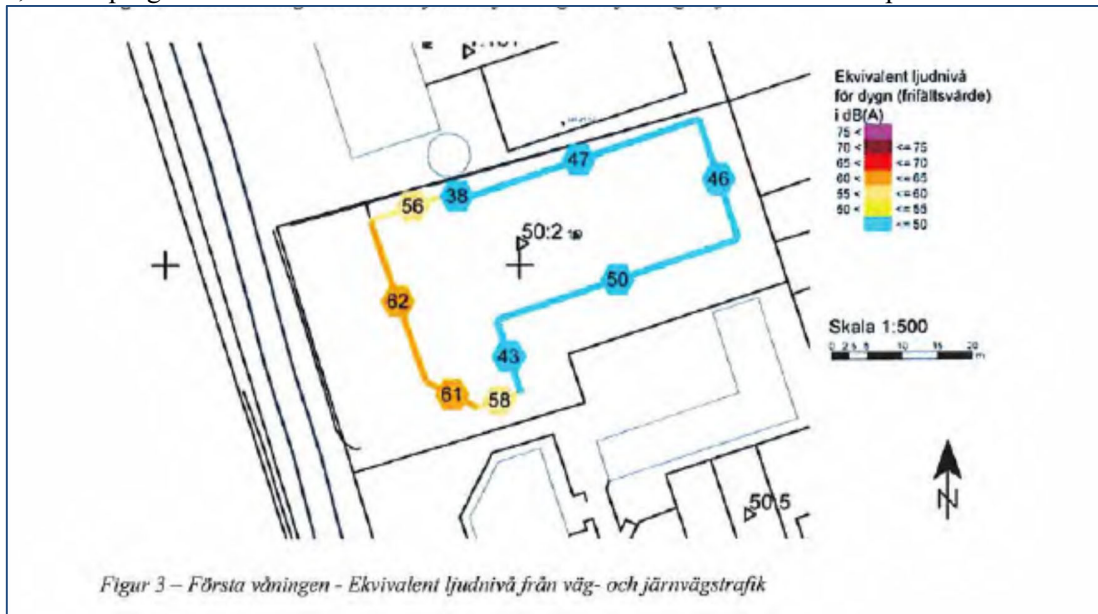 56
38
47
46
50:2
62
50
43
61
58
50:5
Ekvivalent ljudnivå
för dygn (frifältsvärde)
i dB(A)
75 <
70 < <= 75
65 < <= 70
60 < <= 65
55 < <= 60
50 < <= 55
<= 50
Skala 1:500
0 2.5 5 10 15 20
m
N
Figur 3 – Första våningen - Ekvivalent ljudnivå från väg- och järnvägstrafik